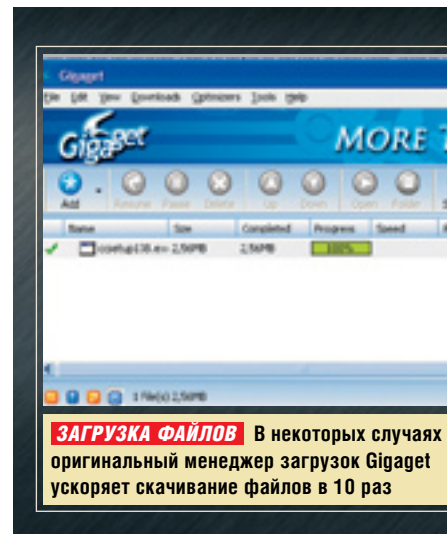 Gigaget
File Edit View Downloads Optimizers Tools Help
Gigaget MORE
Add Resume Pause Delete Up Down Open Folder
Name Size Completed Progress Speed
2,56MB 2,56MB 100%
1 File(s) 2,56MB
ЗАГРУЗКА ФАЙЛОВ В некоторых случаях
оригинальный менеджер загрузок Gigaget
ускоряет скачивание файлов в 10 раз